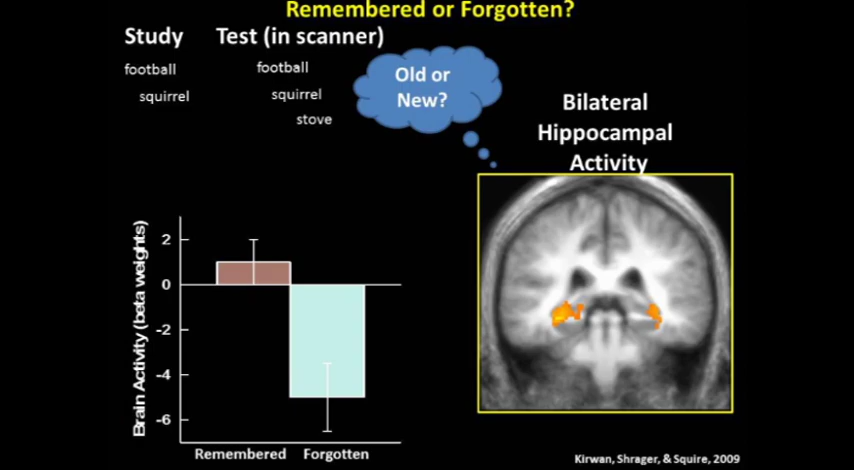 Remembered or Forgotten?
Study
Test (in scanner)
football
squirrel
football
squirrel
stove
Old or
New?
Bilateral
Hippocampal
Activity
Brain Activity (beta weights)
2
0
-2
-4
-6
Remembered
Forgotten
Kirwan, Shrager, & Squire, 2009